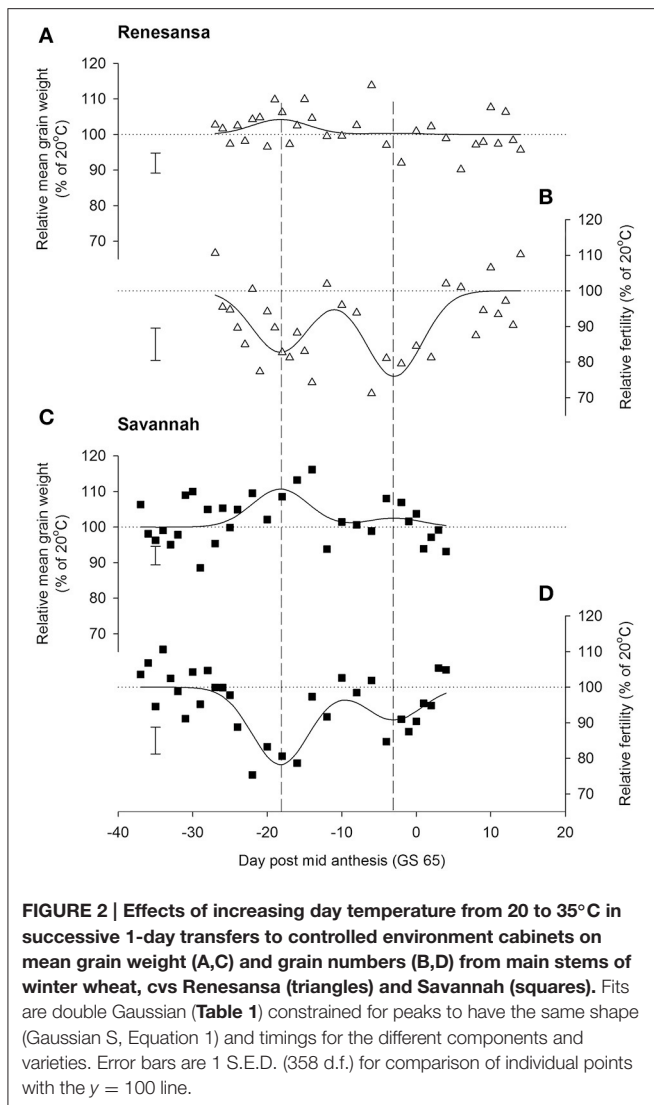 A
Renesansa
Relative mean grain weight
(% of 20°C)
120
110
100
90
80
70
B
Relative fertility (% of 20°C)
120
110
100
90
80
70
C
Savannah
Relative mean grain weight
(% of 20°C)
120
110
100
90
80
70
D
Relative fertility (% of 20°C)
120
110
100
90
80
70
-40 -30 -20 -10 0 10 20
Day post mid anthesis (GS 65)
FIGURE 2 | Effects of increasing day temperature from 20 to 35°C in
successive 1-day transfers to controlled environment cabinets on
mean grain weight (A,C) and grain numbers (B,D) from main stems of
winter wheat, cvs Renesansa (triangles) and Savannah (squares). Fits
are double Gaussian (Table 1) constrained for peaks to have the same shape
(Gaussian S, Equation 1) and timings for the different components and
varieties. Error bars are 1 S.E.D. (358 d.f.) for comparison of individual points
with the y = 100 line.